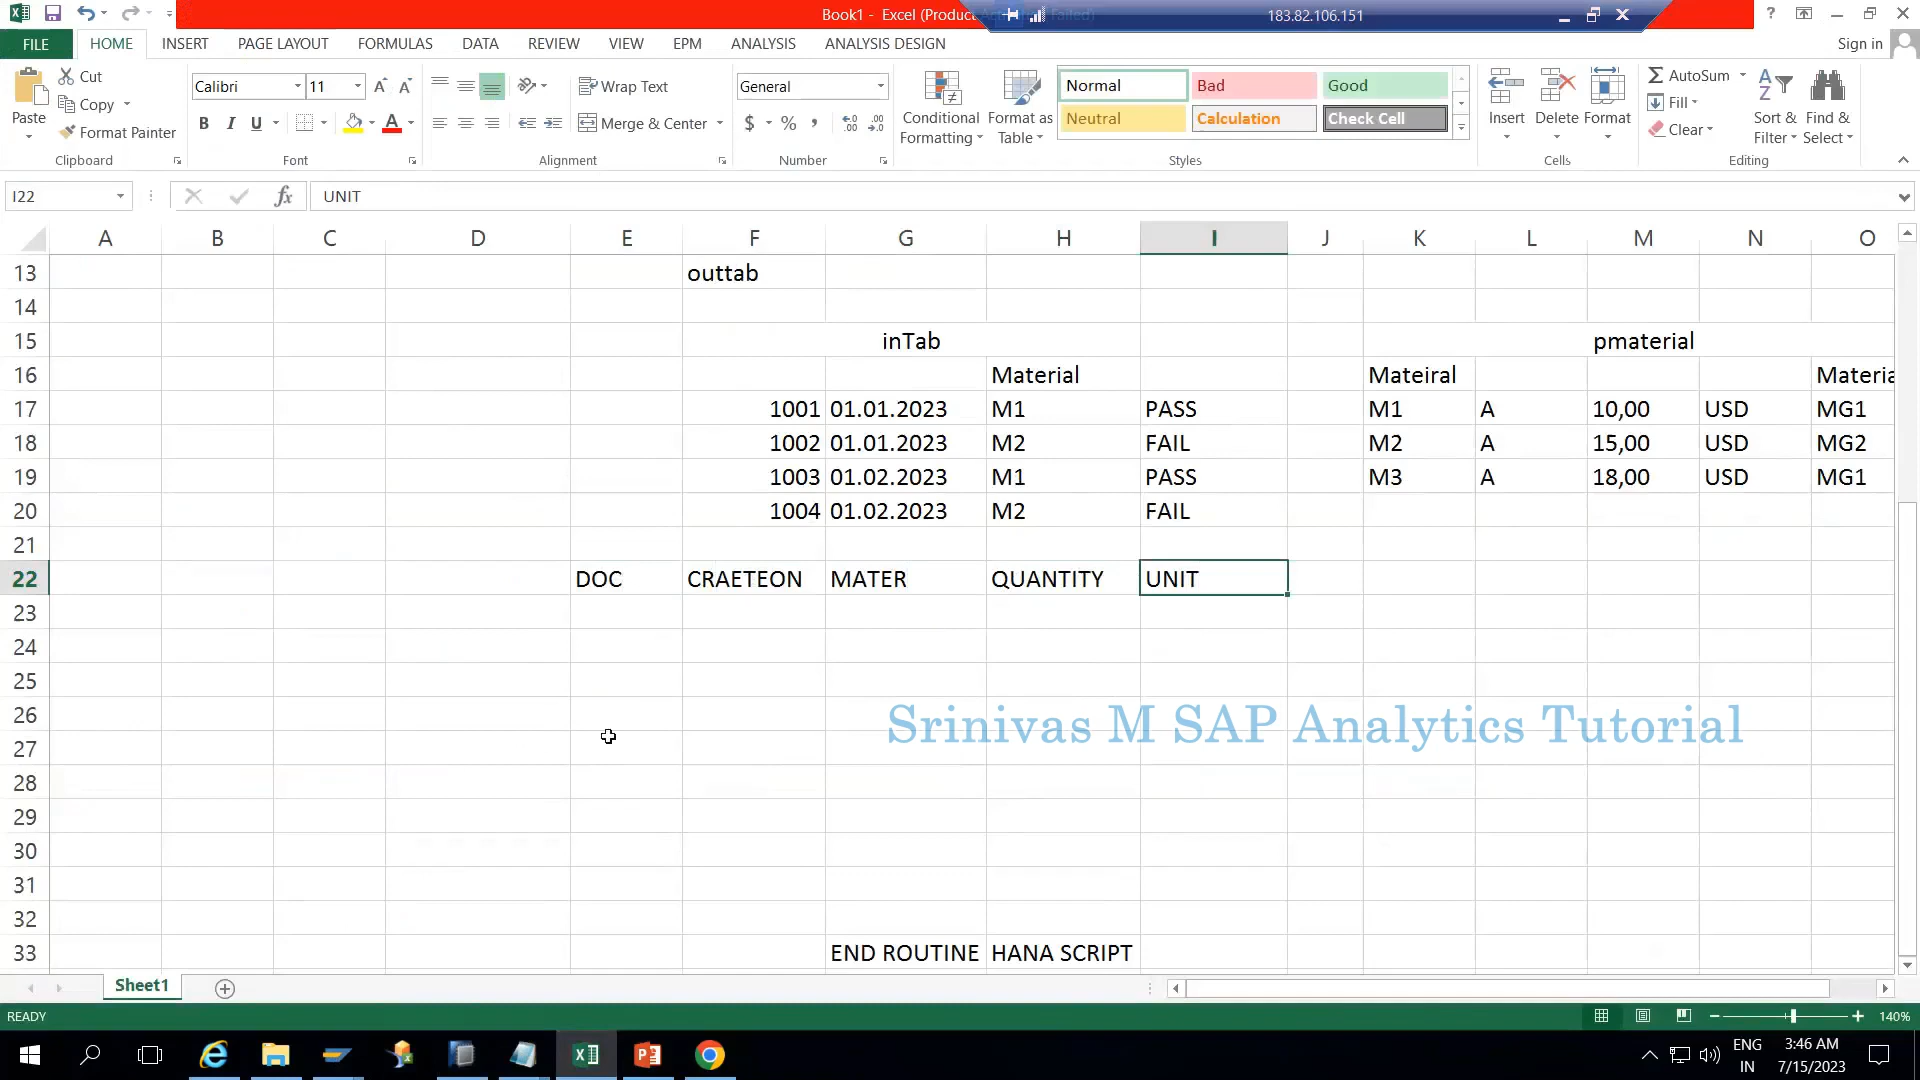 Book1 - Excel (Product Activation Failed)
183.82.106.151
FILE HOME INSERT PAGE LAYOUT FORMULAS DATA REVIEW VIEW EPM ANALYSIS ANALYSIS DESIGN Sign in
Cut
Copy
Format Painter
Paste
Clipboard
Calibri 11
B I U
Font
Wrap Text
Merge & Center
Alignment
General
$ %
Number
Conditional Formatting
Format as Table
Normal Bad Good
Neutral Calculation Check Cell
Styles
Insert Delete Format
Cells
AutoSum
Fill
Clear
Sort & Filter
Find & Select
Editing
I22 fx UNIT
A B C D E F G H I J K L M N O
13 outtab
14
15 inTab pmaterial
16 Material Mateiral Materia
17 1001 01.01.2023 M1 PASS M1 A 10,00 USD MG1
18 1002 01.01.2023 M2 FAIL M2 A 15,00 USD MG2
19 1003 01.02.2023 M1 PASS M3 A 18,00 USD MG1
20 1004 01.02.2023 M2 FAIL
21
22 DOC CRAETEON MATER QUANTITY UNIT
23
24
25
26
Srinivas M SAP Analytics Tutorial
27
28
29
30
31
32
33 END ROUTINE HANA SCRIPT
Sheet1
READY 140%
ENG
IN
3:46 AM
7/15/2023